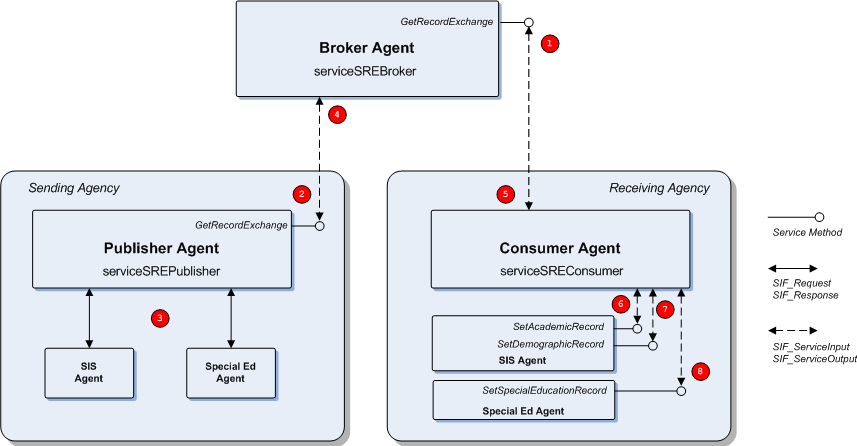 GetRecordExchange
1
Broker Agent
serviceSREBroker
4
Sending Agency
2
GetRecordExchange
Publisher Agent
serviceSREPublisher
3
SIS
Agent
Special Ed
Agent
5
Receiving Agency
Consumer Agent
serviceSREConsumer
6
7
SetAcademicRecord
SetDemographicRecord
SIS Agent
8
SetSpecialEducationRecord
Special Ed Agent
Service Method
SIF_Request
SIF_Response
SIF_ServiceInput
SIF_ServiceOutput